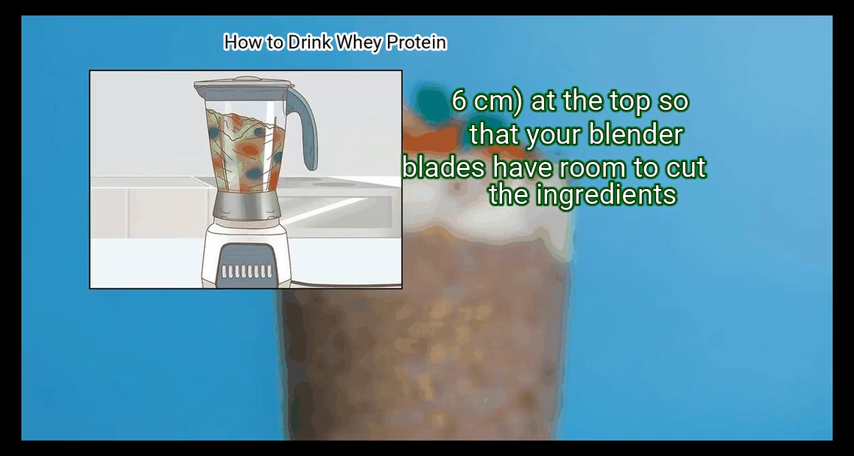 How to Drink Whey Protein
6 cm) at the top so
that your blender
blades have room to cut
the ingredients